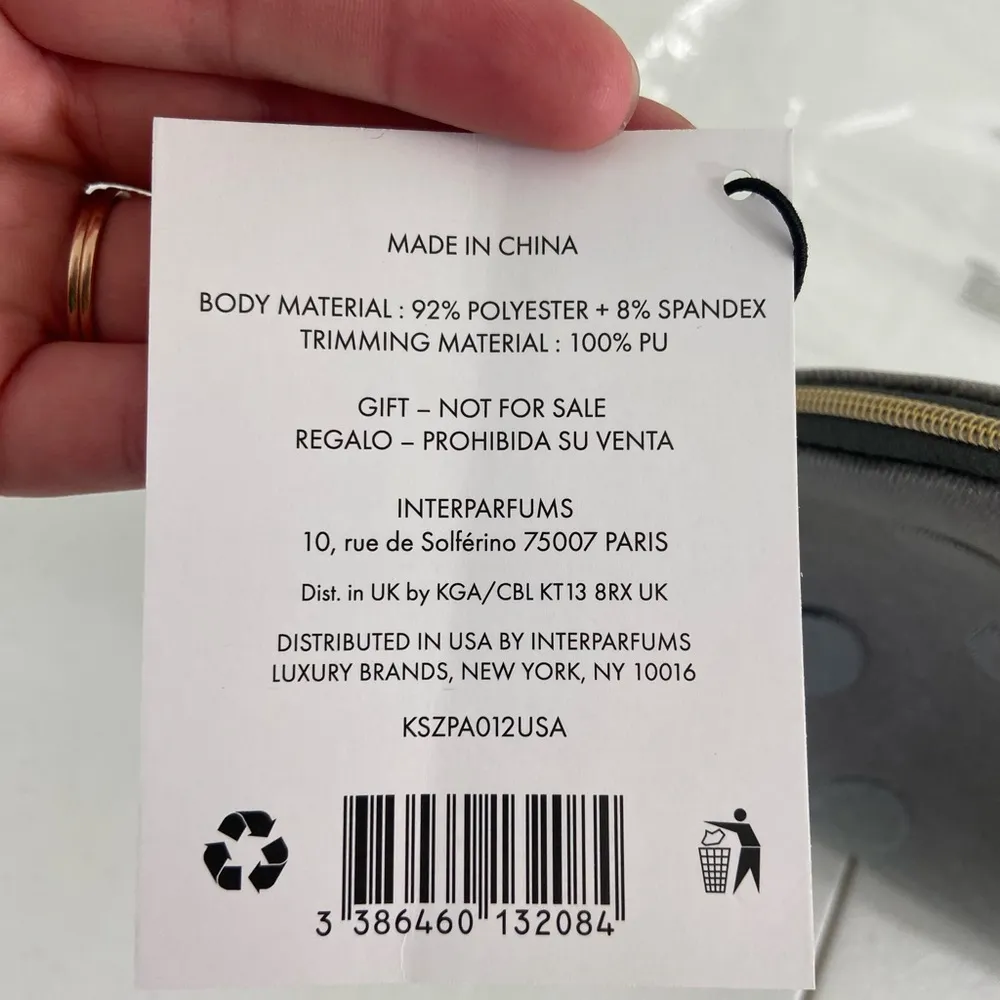 MADE IN CHINA
BODY MATERIAL : 92% POLYESTER + 8% SPANDEX
TRIMMING MATERIAL : 100% PU
GIFT – NOT FOR SALE
REGALO – PROHIBIDA SU VENTA
INTERPARFUMS
10, rue de Solférino 75007 PARIS
Dist. in UK by KGA/CBL KT13 8RX UK
DISTRIBUTED IN USA BY INTERPARFUMS
LUXURY BRANDS, NEW YORK, NY 10016
KSZPA012USA
3 386460 132084